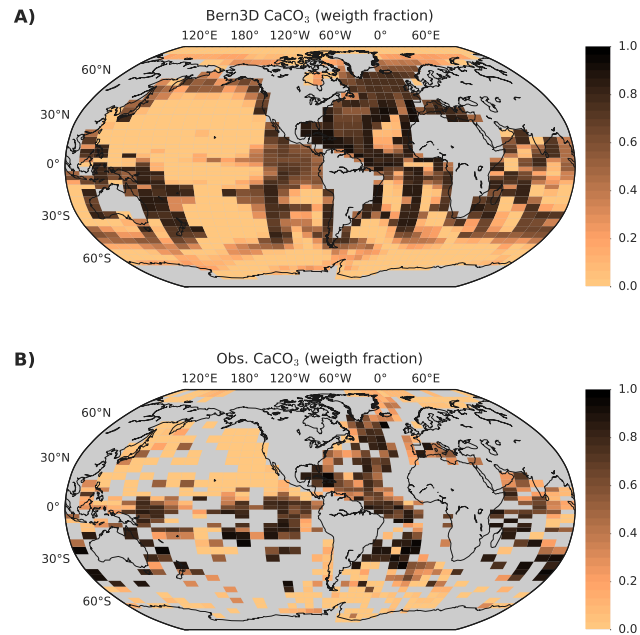 A)
Bern3D CaCO₃ (weigth fraction)
120°E 180° 120°W 60°W 0° 60°E
60°N
30°N
0°
30°S
60°S
1.0
0.8
0.6
0.4
0.2
0.0
B)
Obs. CaCO₃ (weigth fraction)
120°E 180° 120°W 60°W 0° 60°E
60°N
30°N
0°
30°S
60°S
1.0
0.8
0.6
0.4
0.2
0.0